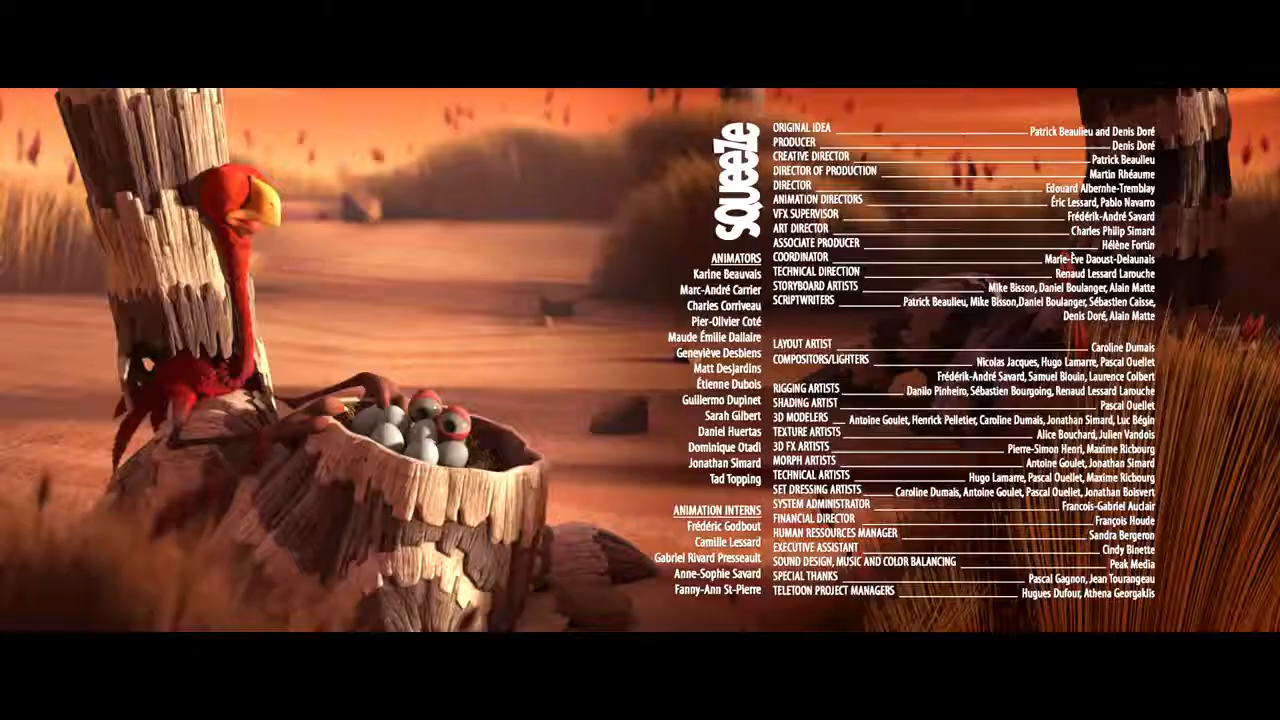 squeeze
ANIMATORS
Karine Beauvais
Marc-André Carrier
Charles Corriveau
Pier-Olivier Coté
Maude Émilie Dallaire
Geneviève Desbiens
Matt Desjardins
Étienne Dubois
Guillermo Dupinet
Sarah Gilbert
Daniel Huertas
Dominique Otadi
Jonathan Simard
Tad Topping
ANIMATION INTERNS
Frédéric Godbout
Camille Lessard
Gabriel Rivard Presseault
Anne-Sophie Savard
Fanny-Ann St-Pierre
ORIGINAL IDEA Patrick Beaulieu and Denis Doré
PRODUCER Denis Doré
CREATIVE DIRECTOR Patrick Beaulieu
DIRECTOR OF PRODUCTION Martin Rhéaume
DIRECTOR Edouard Albernhe-Tremblay
ANIMATION DIRECTORS Éric Lessard, Pablo Navarro
VFX SUPERVISOR Frédérik-André Savard
ART DIRECTOR Charles Philip Simard
ASSOCIATE PRODUCER Hélène Fortin
COORDINATOR Marie-Ève Daoust-Delaunais
TECHNICAL DIRECTION Renaud Lessard Larouche
STORYBOARD ARTISTS Mike Bisson, Daniel Boulanger, Alain Matte
SCRIPTWRITERS Patrick Beaulieu, Mike Bisson,Daniel Boulanger, Sébastien Caisse,
Denis Doré, Alain Matte
LAYOUT ARTIST Caroline Dumais
COMPOSITORS/LIGHTERS Nicolas Jacques, Hugo Lamarre, Pascal Ouellet
Frédérik-André Savard, Samuel Blouin, Laurence Colbert
RIGGING ARTISTS Danilo Pinheiro, Sébastien Bourgoing, Renaud Lessard Larouche
SHADING ARTIST Pascal Ouellet
3D MODELERS Antoine Goulet, Henrick Pelletier, Caroline Dumais, Jonathan Simard, Luc Bégin
TEXTURE ARTISTS Alice Bouchard, Julien Vandois
3D FX ARTISTS Pierre-Simon Henri, Maxime Ricbourg
MORPH ARTISTS Antoine Goulet, Jonathan Simard
TECHNICAL ARTISTS Hugo Lamarre, Pascal Ouellet, Maxime Ricbourg
SET DRESSING ARTISTS Caroline Dumais, Antoine Goulet, Pascal Ouellet, Jonathan Boisvert
SYSTEM ADMINISTRATOR Francois-Gabriel Auclair
FINANCIAL DIRECTOR François Houde
HUMAN RESSOURCES MANAGER Sandra Bergeron
EXECUTIVE ASSISTANT Cindy Binette
SOUND DESIGN, MUSIC AND COLOR BALANCING Peak Media
SPECIAL THANKS Pascal Gagnon, Jean Tourangeau
TELETOON PROJECT MANAGERS Hugues Dufour, Athena Georgaklis